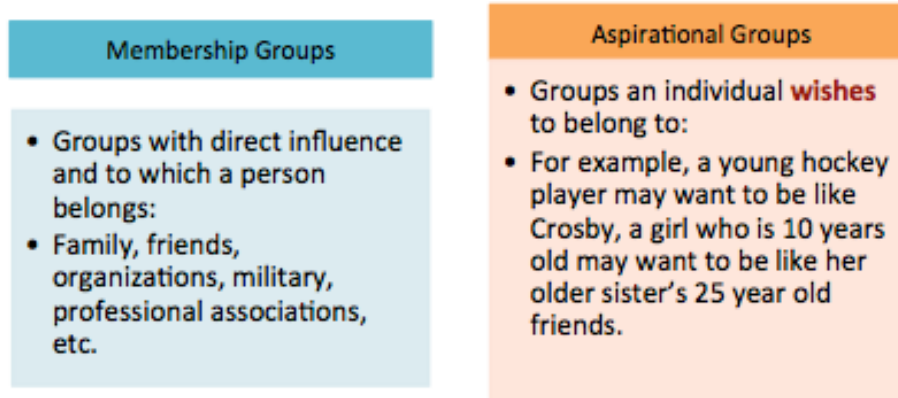 Membership Groups
• Groups with direct influence
and to which a person
belongs:
• Family, friends,
organizations, military,
professional associations,
etc.
Aspirational Groups
• Groups an individual wishes
to belong to:
• For example, a young hockey
player may want to be like
Crosby, a girl who is 10 years
old may want to be like her
older sister's 25 year old
friends.